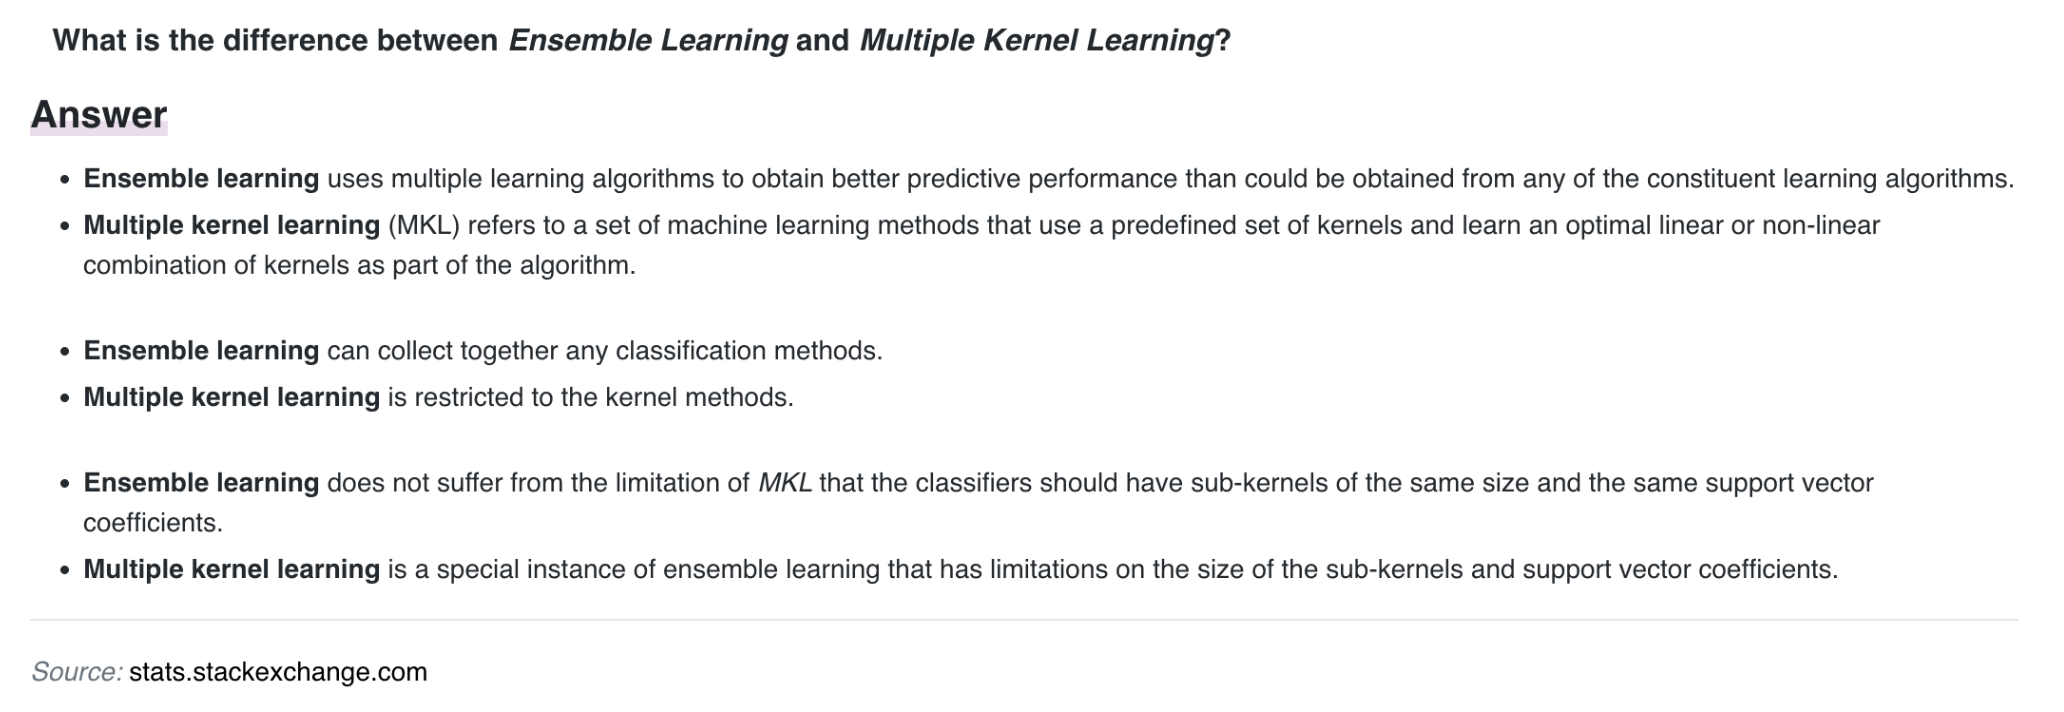 What is the difference between Ensemble Learning and Multiple Kernel Learning?
Answer
• Ensemble learning uses multiple learning algorithms to obtain better predictive performance than could be obtained from any of the constituent learning algorithms.
• Multiple kernel learning (MKL) refers to a set of machine learning methods that use a predefined set of kernels and learn an optimal linear or non-linear
combination of kernels as part of the algorithm.
• Ensemble learning can collect together any classification methods.
• Multiple kernel learning is restricted to the kernel methods.
• Ensemble learning does not suffer from the limitation of MKL that the classifiers should have sub-kernels of the same size and the same support vector
coefficients.
• Multiple kernel learning is a special instance of ensemble learning that has limitations on the size of the sub-kernels and support vector coefficients.
Source: stats.stackexchange.com